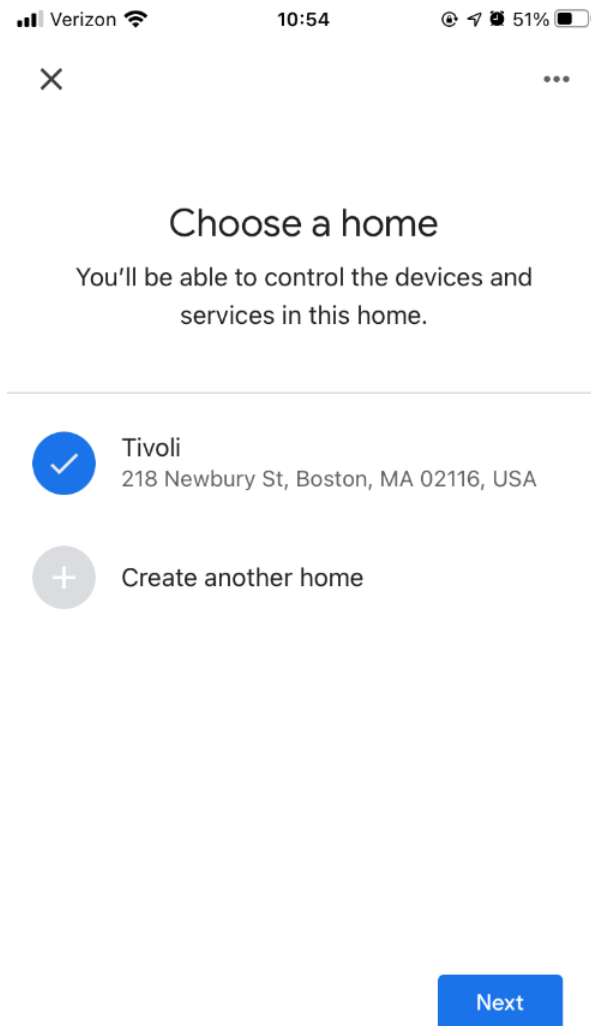 Verizon 10:54 51%
Choose a home
You’ll be able to control the devices and
services in this home.
Tivoli
218 Newbury St, Boston, MA 02116, USA
Create another home
Next